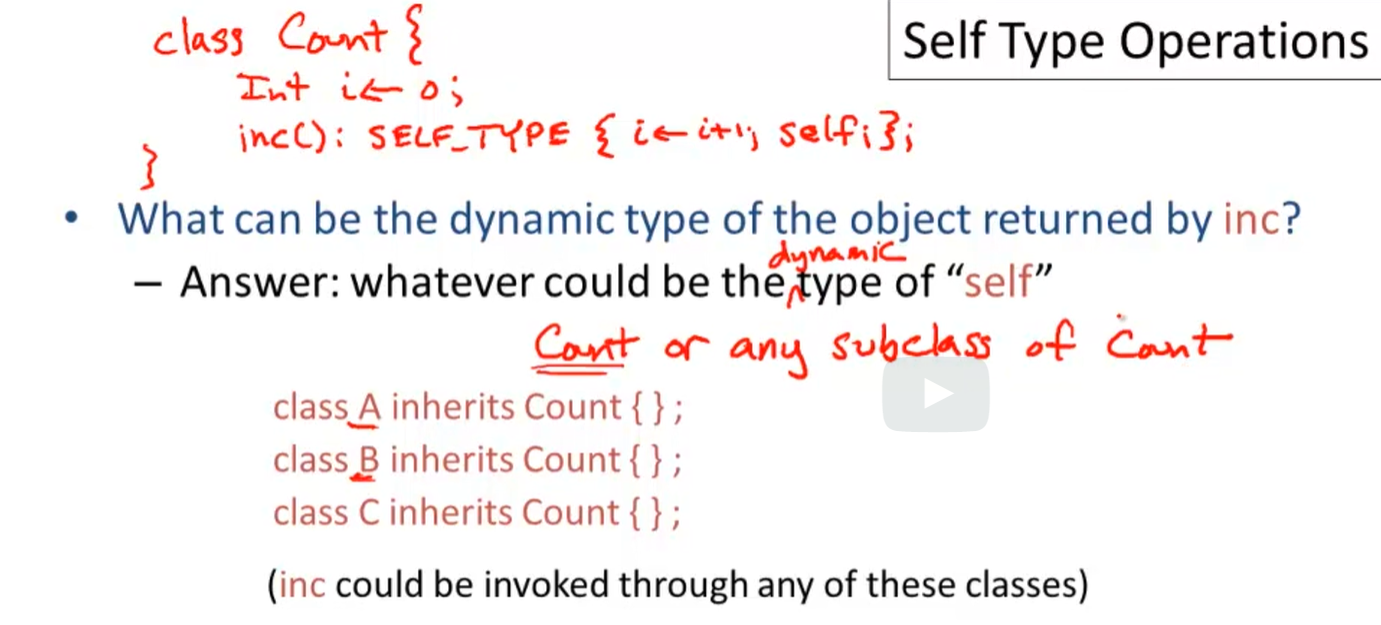 class Count {
Self Type Operations
Int i ← 0;
inc(): SELF_TYPE { i ← i+1; self; };
}
• What can be the dynamic type of the object returned by inc?
dynamic
– Answer: whatever could be the type of “self”
Count or any subclass of Count
class A inherits Count { } ;
class B inherits Count { } ;
class C inherits Count { } ;
(inc could be invoked through any of these classes)